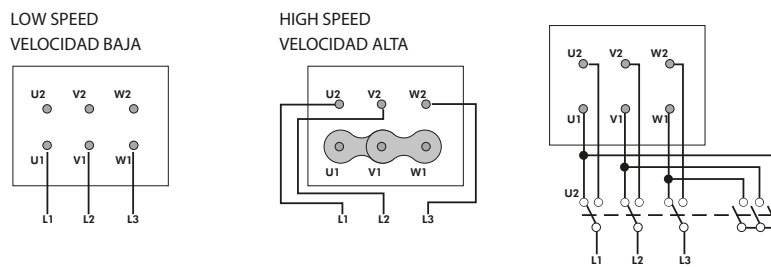 LOW SPEED
VELOCIDAD BAJA
U2 V2 W2
U1 V1 W1
L1 L2 L3
HIGH SPEED
VELOCIDAD ALTA
U2 V2 W2
U1 V1 W1
L1 L2 L3
U2 V2 W2
U1 V1 W1
U2
L1 L2 L3